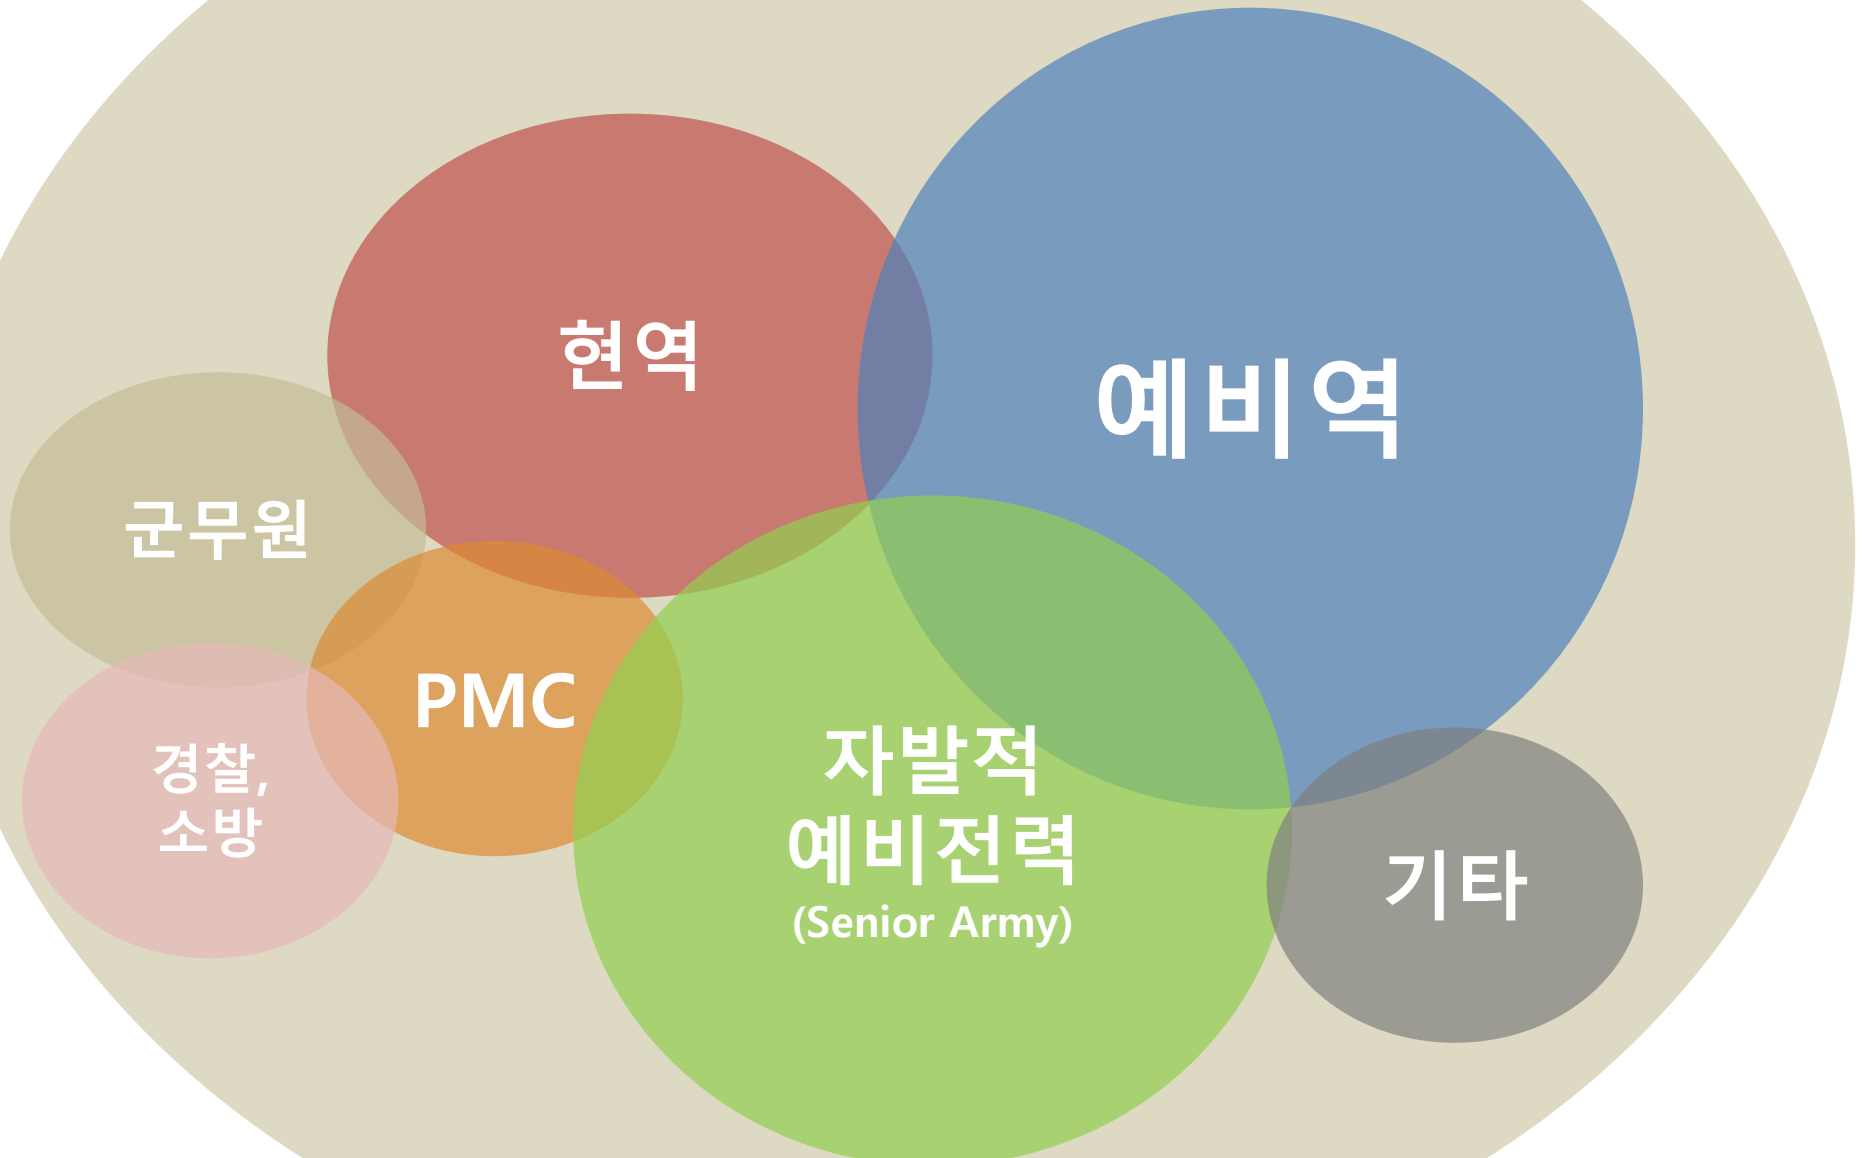 현역
예비역
군무원
PMC
경찰,
소방
자발적
예비전력
(Senior Army)
기타